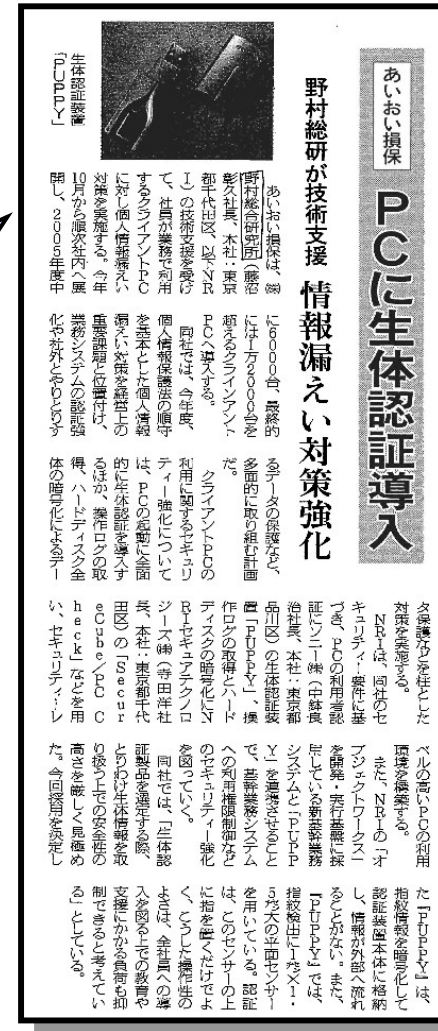 あいおい損保
PCに生体認証導入
野村総研が技術支援
情報漏えい対策強化
生体認証装置
「PUPPY」
あいおい損保は、㈱
野村総合研究所（藤沼
彰久社長、本社：東京
都千代田区、以下NR
I）の技術支援を受け
て、社員が業務で利用
するクライアントPC
に対し個人情報漏えい
対策を実施する。今年
10月から順次社内へ展
開し、2005年度中
に6000台、最終的
には1万2000台を
超えるクラインアント
PCへ導入する。
同社では、今年度、
個人情報保護法の順守
を基本とした個人情報
漏えい対策を経営上の
重要課題と位置付け、
業務システムの認証強
化や社外とやりとりす
るデータの保護など、
多面的に取り組む計画
だ。
クライアントPCの
利用に関するセキュリ
ティー強化について
は、PCの起動に全面
的に生体認証を導入す
るほか、操作ログの取
得、ハードディスク全
体の暗号化によるデー
タ保護などを柱とした
対策を実施する。
NRIは、同社のセ
キュリティー要件に基
づき、PCの利用者認
証にソニー㈱（中鉢良
治社長、本社：東京都
品川区）の生体認証装
置「PUPPY」、操
作ログの取得とハード
ディスクの暗号化にN
RIセキュアテクノロ
ジーズ㈱（寺田洋社
長、本社：東京都千代
田区）の「Secur
eCube／PC C
heck」などを用
い、セキュリティーレ
ベルの高いPCの利用
環境を構築する。
また、NRIの「オ
ブジェクトワークス」
を開発・実行基盤に採
用している新基幹業務
システムと「PUPP
Y」を連携させること
で、基幹業務システム
への利用権限制御など
のセキュリティー強化
を図っていく。
同社では、「生体認
証製品を選定する際、
とりわけ生体情報を取
り扱う上での安全性の
高さを厳しく見極め
た。今回採用を決定し
た『PUPPY』は、
指紋情報を暗号化して
認証装置本体に格納
し、情報が外部へ流れ
ることがない。また、
『PUPPY』では、
指紋検出に1㌢×1・
5㌢大の平面センサー
を用いている。認証
は、このセンサーの上
に指を置くだけでよ
く、こうした操作性の
よさは、全社員への導
入を図る上での教育や
支援にかかる負荷も抑
制できると考えてい
る」としている。